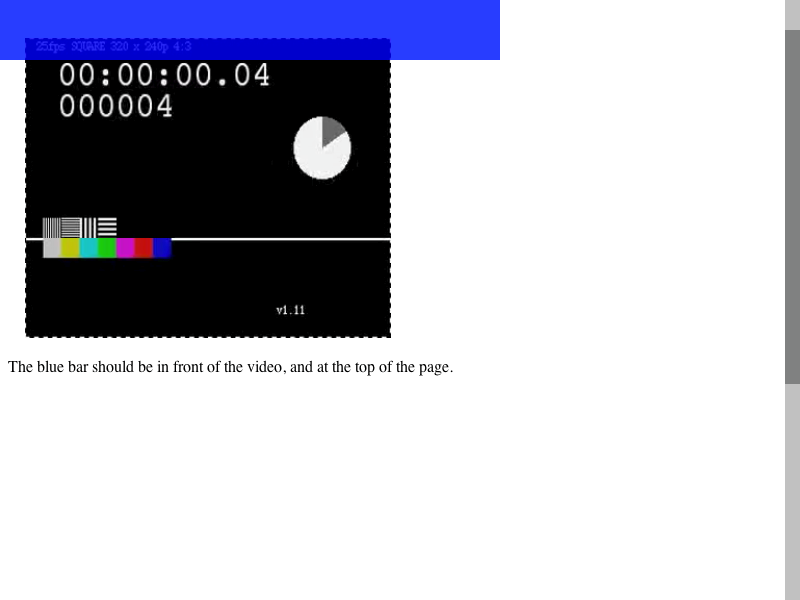 25fps SQUARE 320 x 240p 4:3
00:00:00.04
000004
v1.11
The blue bar should be in front of the video, and at the top of the page.